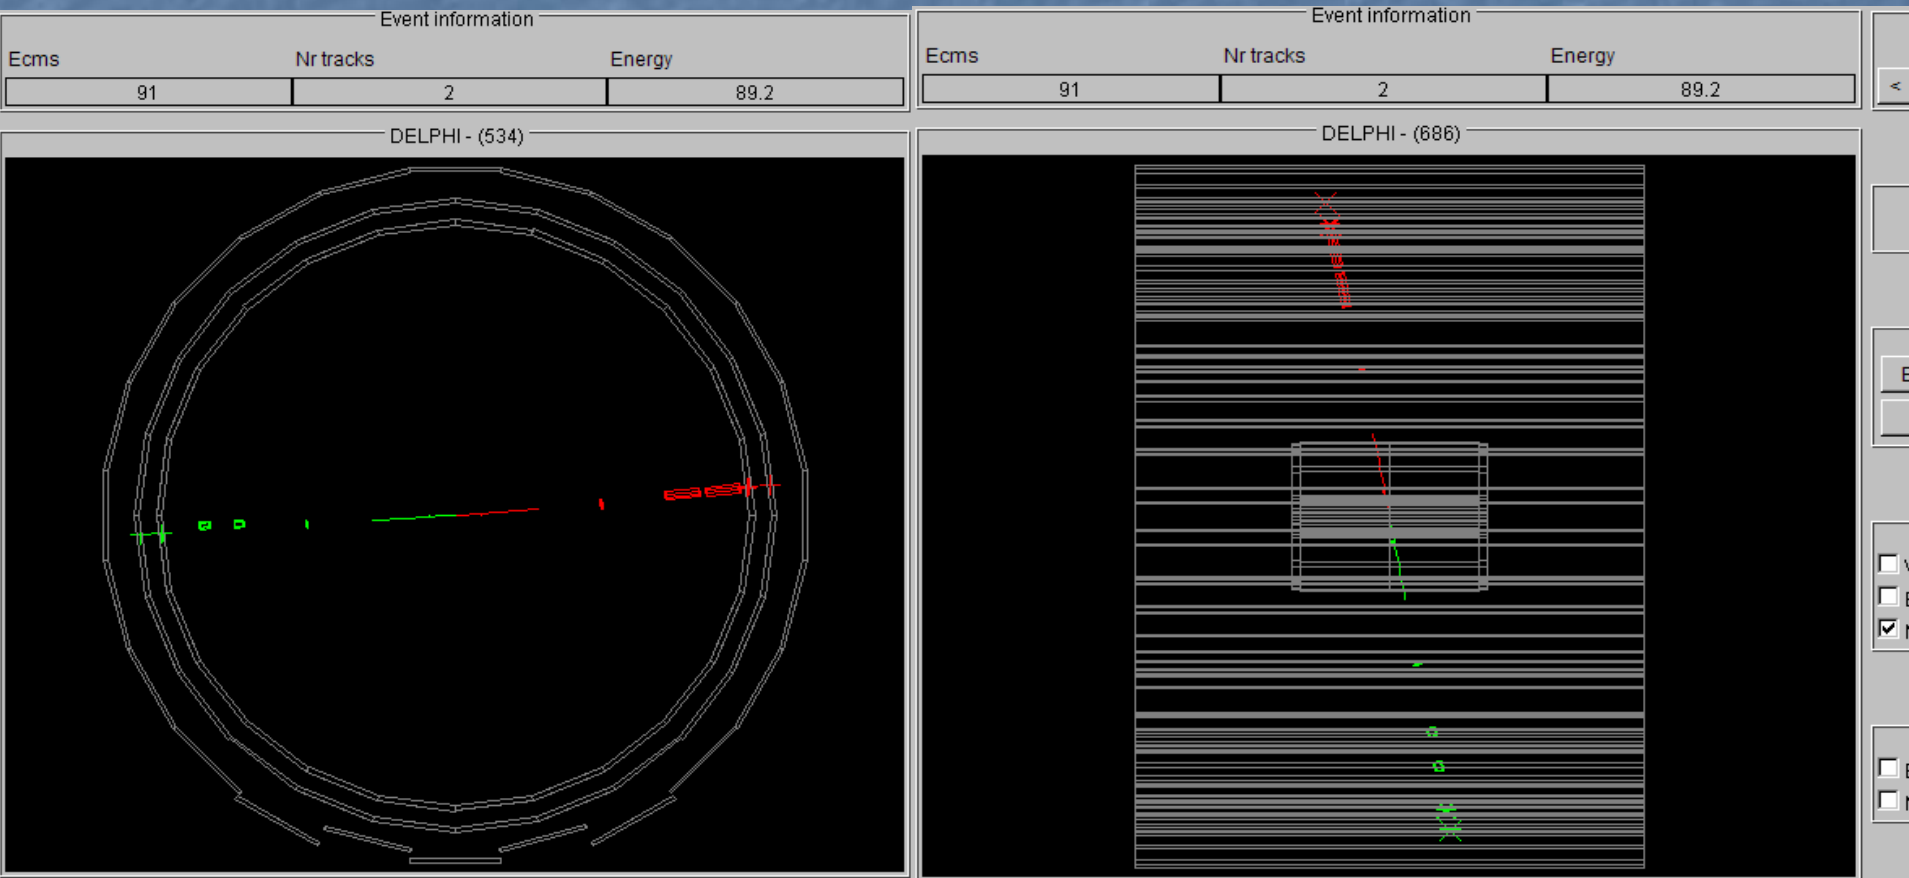 Event information
Ecms Nr tracks Energy
91 2 89.2
DELPHI - (534)
Event information
Ecms Nr tracks Energy
91 2 89.2
DELPHI - (686)
<